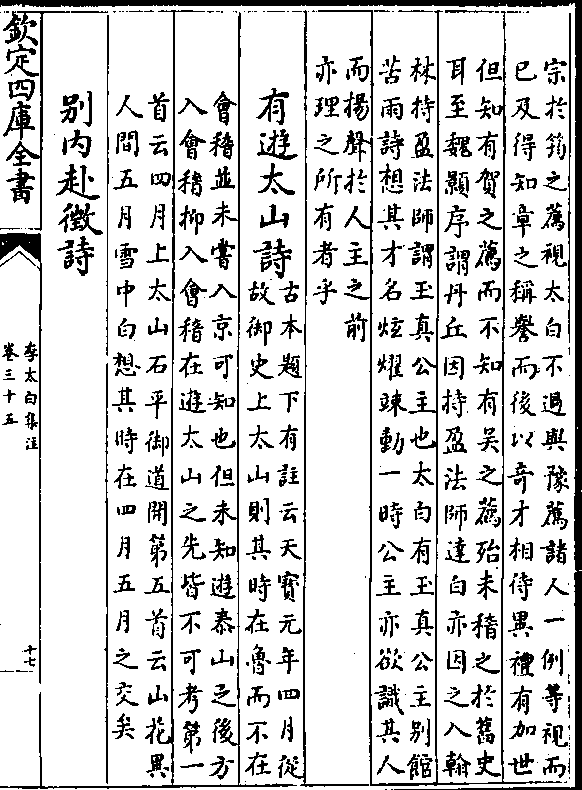 宗於筠之薦視太白不過與豫薦諸人一例等視而
已及得知章之稱譽而後以奇才相待異禮有加世
但知有賀之薦而不知有吳之薦殆未稽之於舊史
耳至魏顥序謂丹丘因持盈法師達白亦因之入翰
林持盈法師謂玉真公主也太白有玉真公主別館
苦雨詩想其才名炫燿竦動一時公主亦欲識其人
而揚聲於人主之前
亦理之所有者乎
有遊太山詩
古本題下有註云天寳元年四月從
故御史上太山則其時在魯而不在
會稽並未嘗入京可知也但未知遊泰山之後方
入會稽抑入會稽在遊太山之先皆不可考第一
首云四月上太山石平御道開第五首云山花異
人間五月雪中白想其時在四月五月之交矣
別内赴徵詩
欽定四庫全書
李太白集注
卷三十五
十七